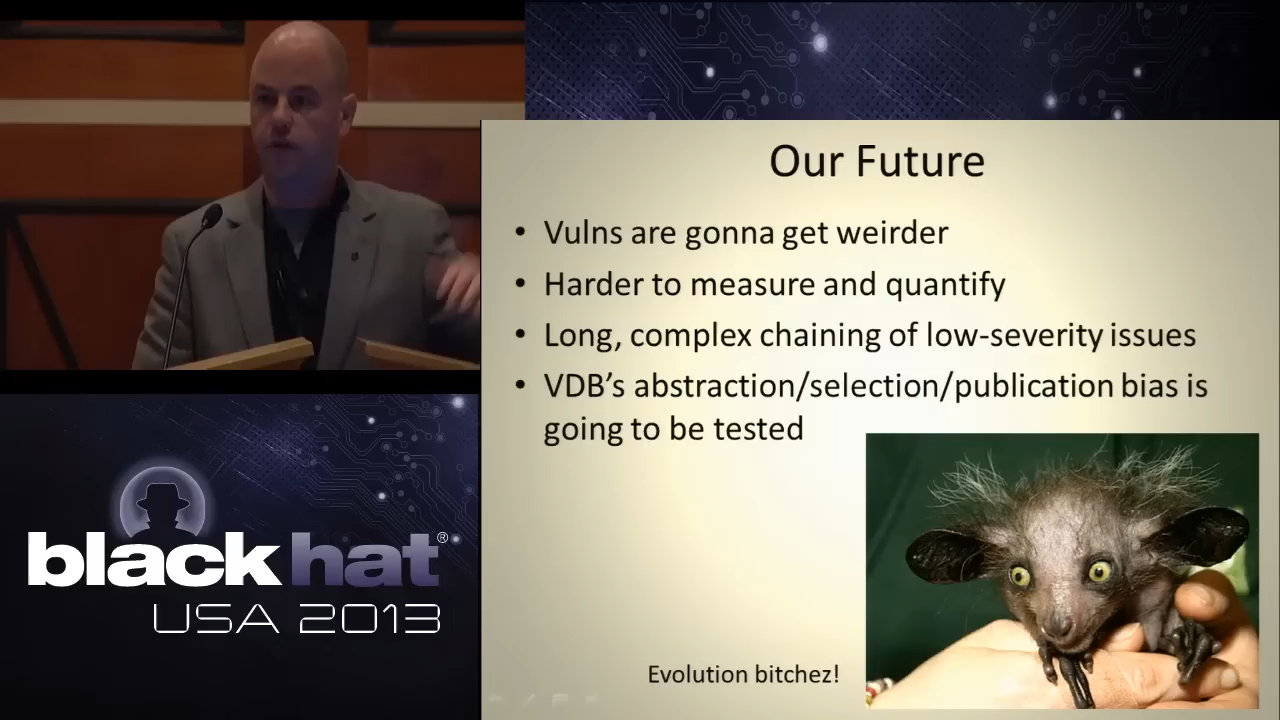 Our Future
• Vulns are gonna get weirder
• Harder to measure and quantify
• Long, complex chaining of low-severity issues
• VDB’s abstraction/selection/publication bias is
going to be tested
Evolution bitchez!
black hat®
USA 2013